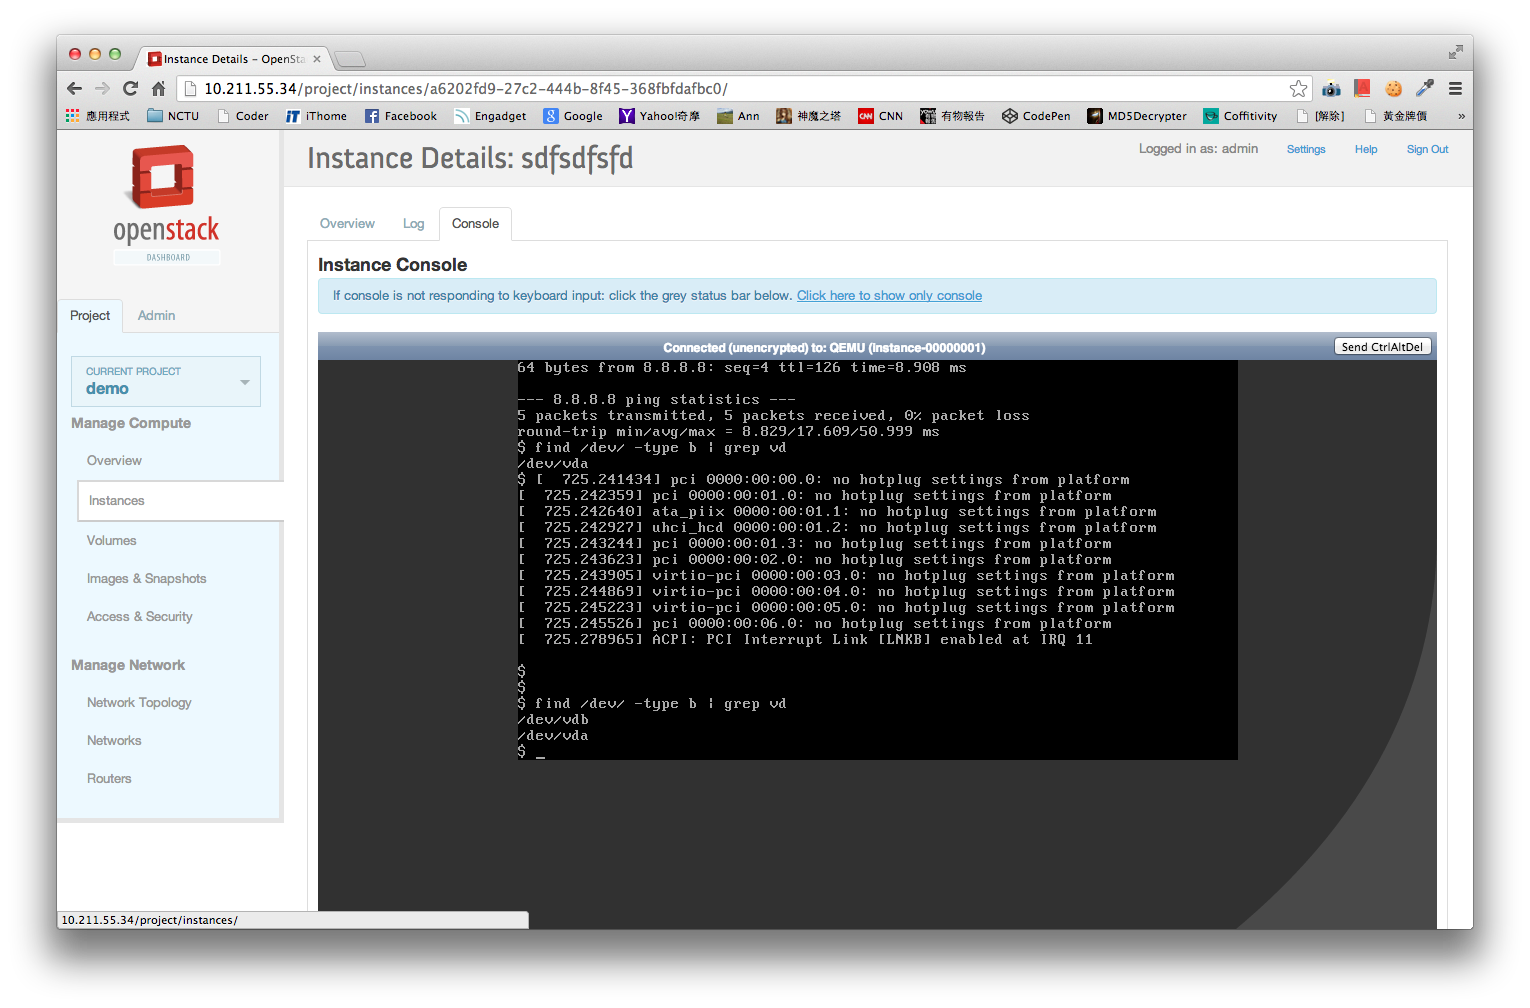 Instance Details - OpenSta
10.211.55.34/project/instances/a6202fd9-27c2-444b-8f45-368fbfdafbc0/
應用程式 NCTU Coder iThome Facebook Engadget Google Yahoo!奇摩 Ann 神魔之塔 CNN 有物報告 CodePen MD5Decrypter Coffitivity [解除] 黃金牌價 »
openstack
DASHBOARD
Project Admin
CURRENT PROJECT
demo
Manage Compute
Overview
Instances
Volumes
Images & Snapshots
Access & Security
Manage Network
Network Topology
Networks
Routers
Instance Details: sdfsdfsfd
Logged in as: admin Settings Help Sign Out
Overview Log Console
Instance Console
If console is not responding to keyboard input: click the grey status bar below. Click here to show only console
Connected (unencrypted) to: QEMU (instance-00000001)
Send CtrlAltDel
64 bytes from 8.8.8.8: seq=4 ttl=126 time=8.908 ms
--- 8.8.8.8 ping statistics ---
5 packets transmitted, 5 packets received, 0% packet loss
round-trip min/avg/max = 8.829/17.609/50.999 ms
$ find /dev/ -type b | grep vd
/dev/vda
$ [  725.241434] pci 0000:00:00.0: no hotplug settings from platform
[  725.242359] pci 0000:00:01.0: no hotplug settings from platform
[  725.242640] ata_piix 0000:00:01.1: no hotplug settings from platform
[  725.242927] uhci_hcd 0000:00:01.2: no hotplug settings from platform
[  725.243244] pci 0000:00:01.3: no hotplug settings from platform
[  725.243623] pci 0000:00:02.0: no hotplug settings from platform
[  725.243905] virtio-pci 0000:00:03.0: no hotplug settings from platform
[  725.244869] virtio-pci 0000:00:04.0: no hotplug settings from platform
[  725.245223] virtio-pci 0000:00:05.0: no hotplug settings from platform
[  725.245526] pci 0000:00:06.0: no hotplug settings from platform
[  725.278965] ACPI: PCI Interrupt Link [LNKB] enabled at IRQ 11
$
$
$ find /dev/ -type b | grep vd
/dev/vdb
/dev/vda
$ _
10.211.55.34/project/instances/